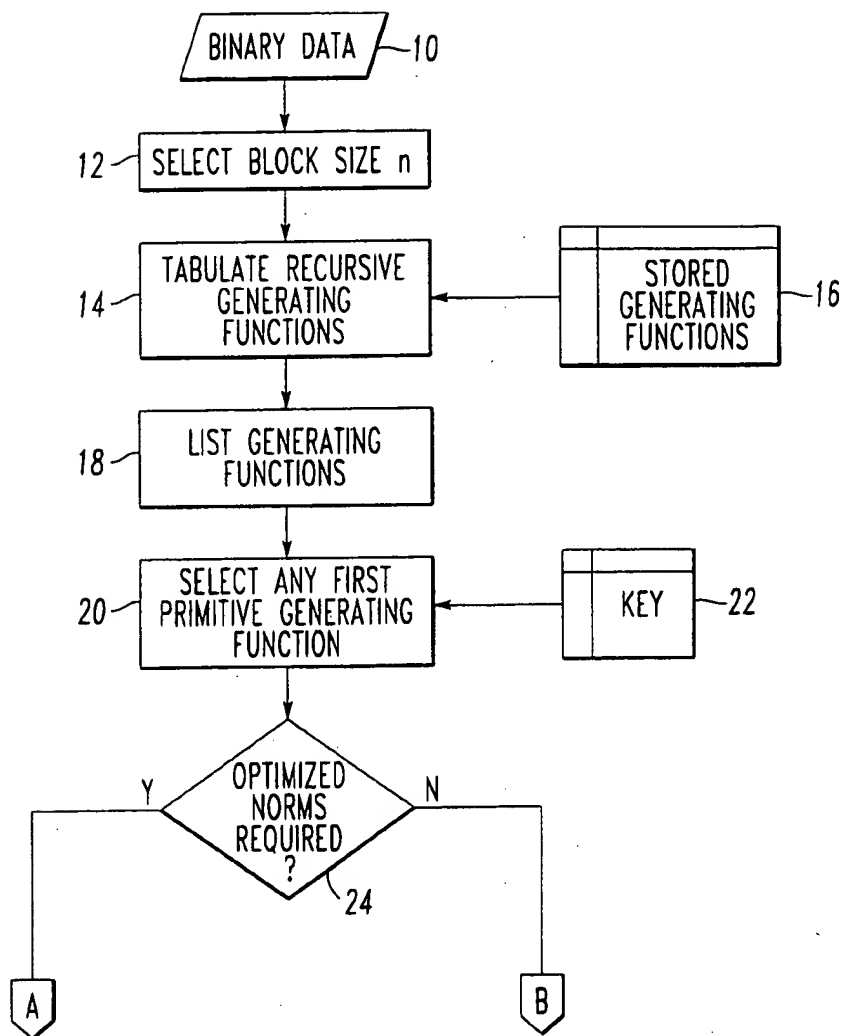 BINARY DATA
10
12
SELECT BLOCK SIZE n
14
TABULATE RECURSIVE
GENERATING
FUNCTIONS
STORED
GENERATING
FUNCTIONS
16
18
LIST GENERATING
FUNCTIONS
20
SELECT ANY FIRST
PRIMITIVE GENERATING
FUNCTION
KEY
22
Y
OPTIMIZED
NORMS
REQUIRED
?
N
24
A
B